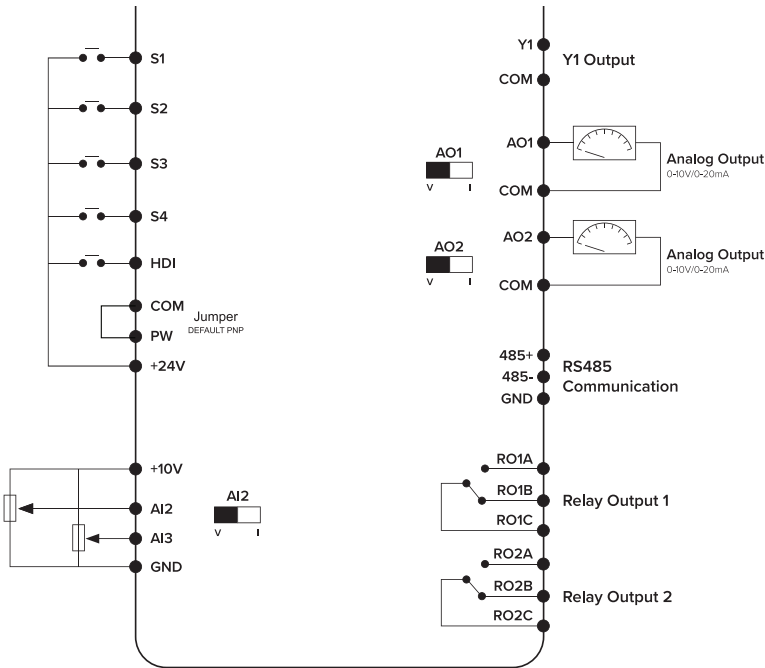 S1
S2
S3
S4
HDI
COM
Jumper
DEFAULT PNP
PW
+24V
+10V
AI2
AI3
GND
AI2
V I
Y1
Y1 Output
COM
AO1
AO1
V I
COM
Analog Output
0-10V/0-20mA
AO2
AO2
V I
COM
Analog Output
0-10V/0-20mA
485+
485-
GND
RS485
Communication
RO1A
RO1B
RO1C
Relay Output 1
RO2A
RO2B
RO2C
Relay Output 2